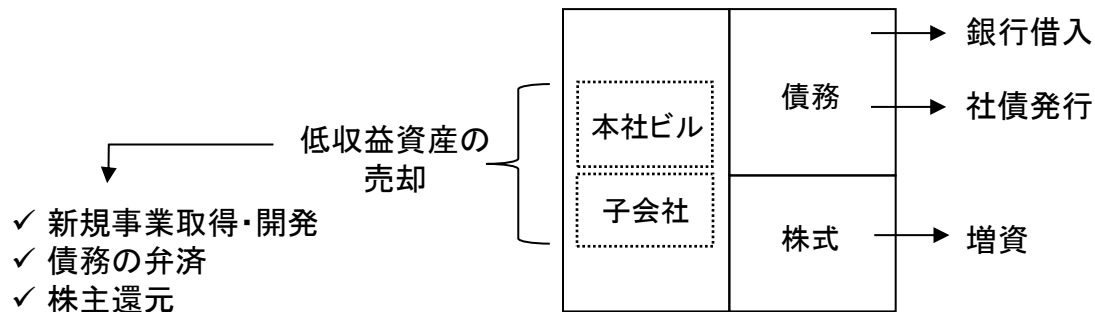 低収益資産の
売却
✓ 新規事業取得・開発
✓ 債務の弁済
✓ 株主還元
本社ビル
子会社
債務
株式
銀行借入
社債発行
増資